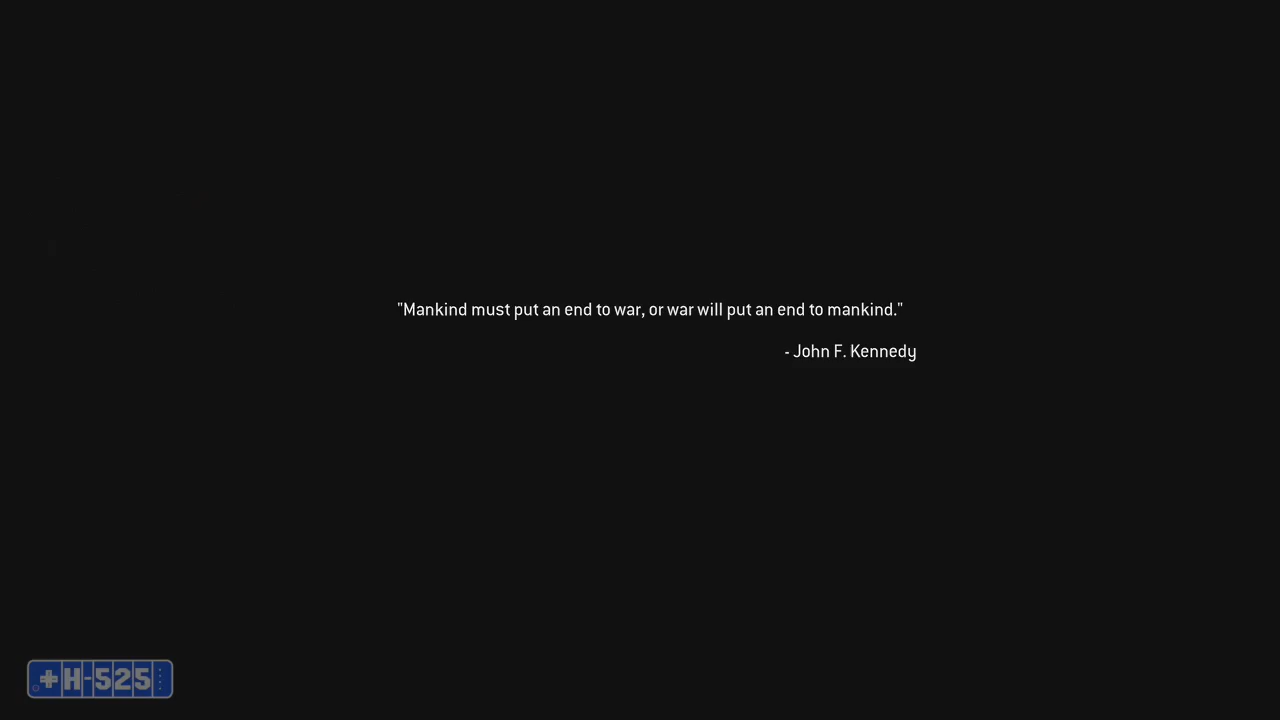 "Mankind must put an end to war, or war will put an end to mankind."
- John F. Kennedy
H-525